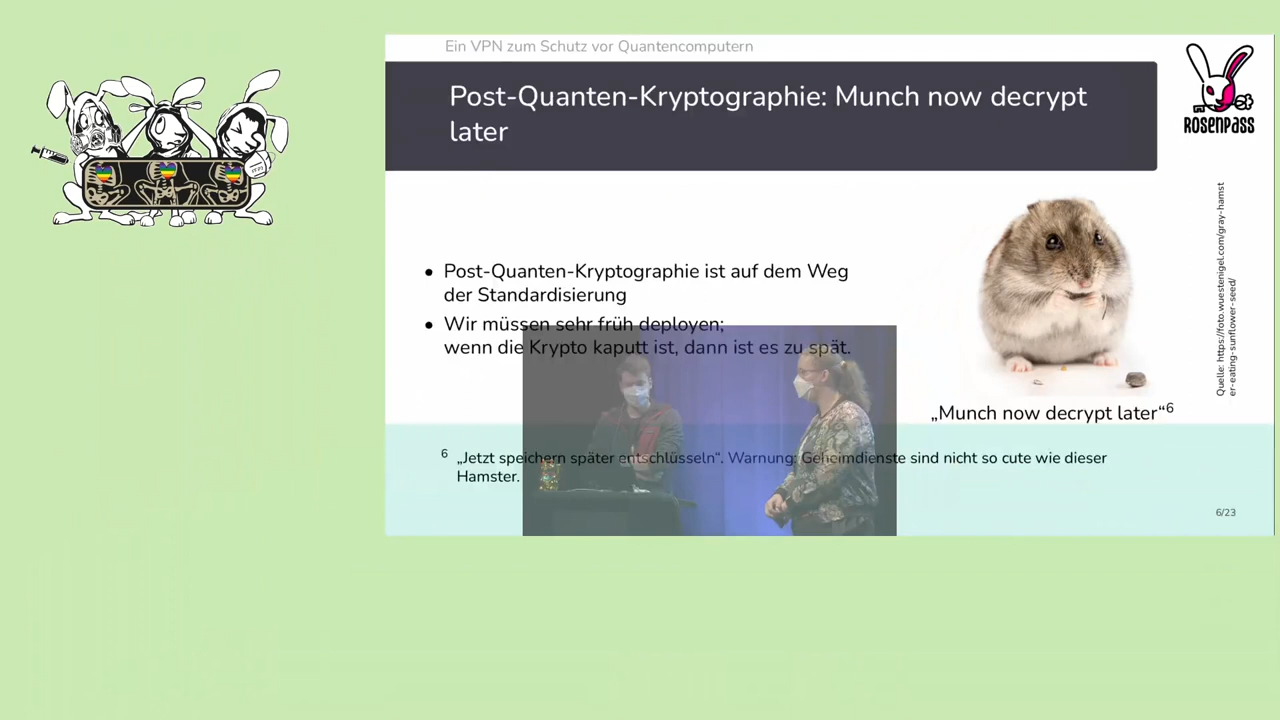 Ein VPN zum Schutz vor Quantencomputern
Post-Quanten-Kryptographie: Munch now decrypt
later
ROSENPASS
Post-Quanten-Kryptographie ist auf dem Weg
der Standardisierung
Wir müssen sehr früh deployen;
wenn die Krypto kaputt ist, dann ist es zu spät.
Quelle: https://foto.wuestenigel.com/gray-hamst
er-eating-sunflower-seed/
„Munch now decrypt later“6
6 „Jetzt speichern später entschlüsseln“. Warnung: Geheimdienste sind nicht so cute wie dieser
Hamster.
6/23